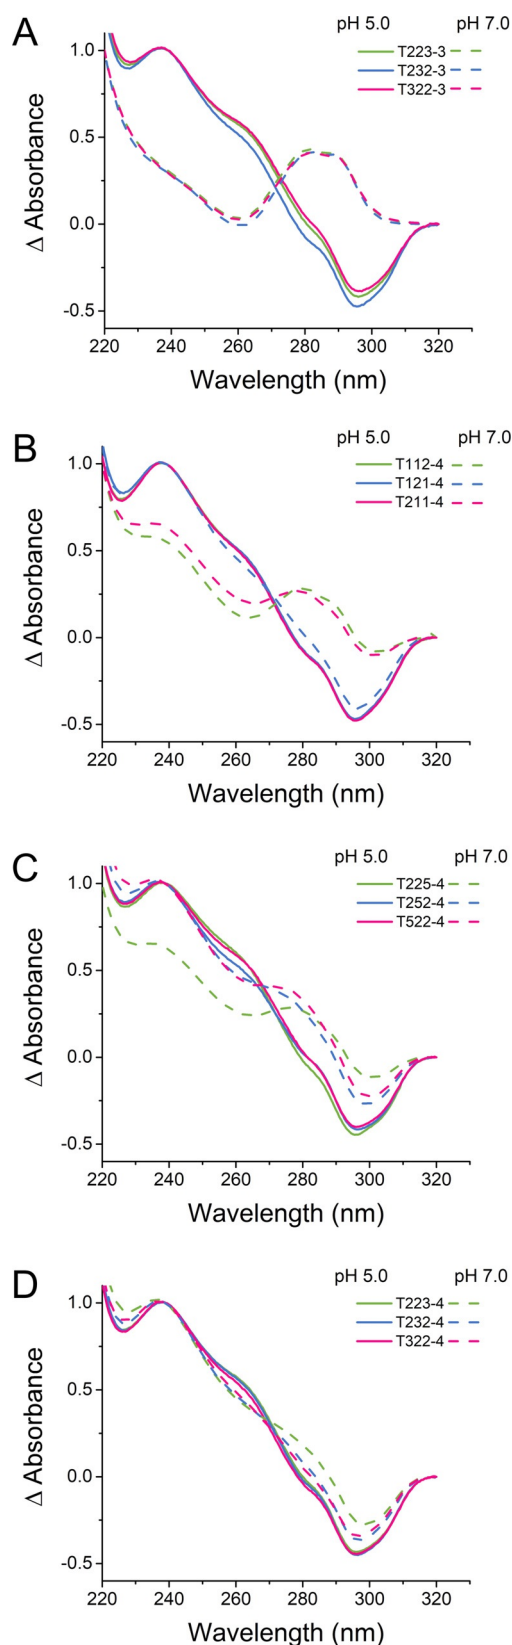 A
pH 5.0 pH 7.0
T223-3
T232-3
T322-3
1.0
0.5
0.0
-0.5
Δ Absorbance
220 240 260 280 300 320
Wavelength (nm)
B
pH 5.0 pH 7.0
T112-4
T121-4
T211-4
1.0
0.5
0.0
-0.5
Δ Absorbance
220 240 260 280 300 320
Wavelength (nm)
C
pH 5.0 pH 7.0
T225-4
T252-4
T522-4
1.0
0.5
0.0
-0.5
Δ Absorbance
220 240 260 280 300 320
Wavelength (nm)
D
pH 5.0 pH 7.0
T223-4
T232-4
T322-4
1.0
0.5
0.0
-0.5
Δ Absorbance
220 240 260 280 300 320
Wavelength (nm)